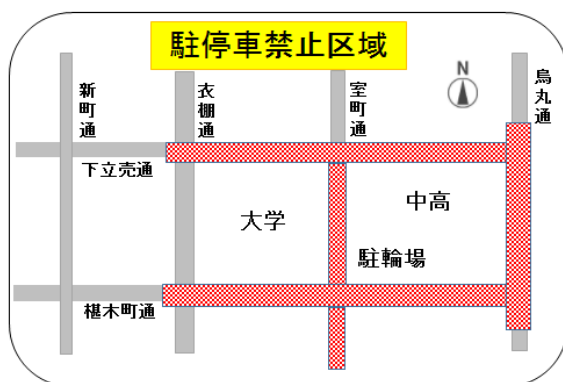 駐停車禁止区域
N
新町通
衣棚通
室町通
烏丸通
下立売通
中高
大学
駐輪場
椹木町通